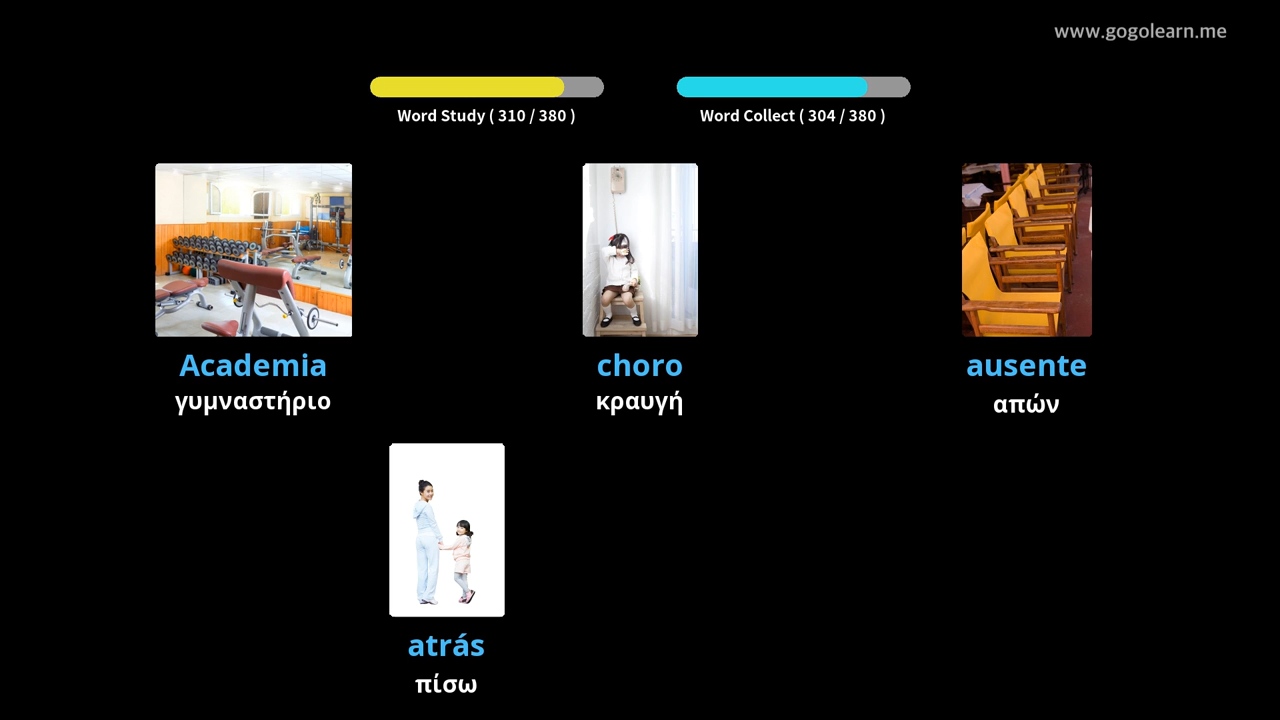 www.gogolearn.me
Word Study ( 310 / 380 )
Word Collect ( 304 / 380 )
Academia
γυμναστήριο
choro
κραυγή
ausente
απών
atrás
πίσω